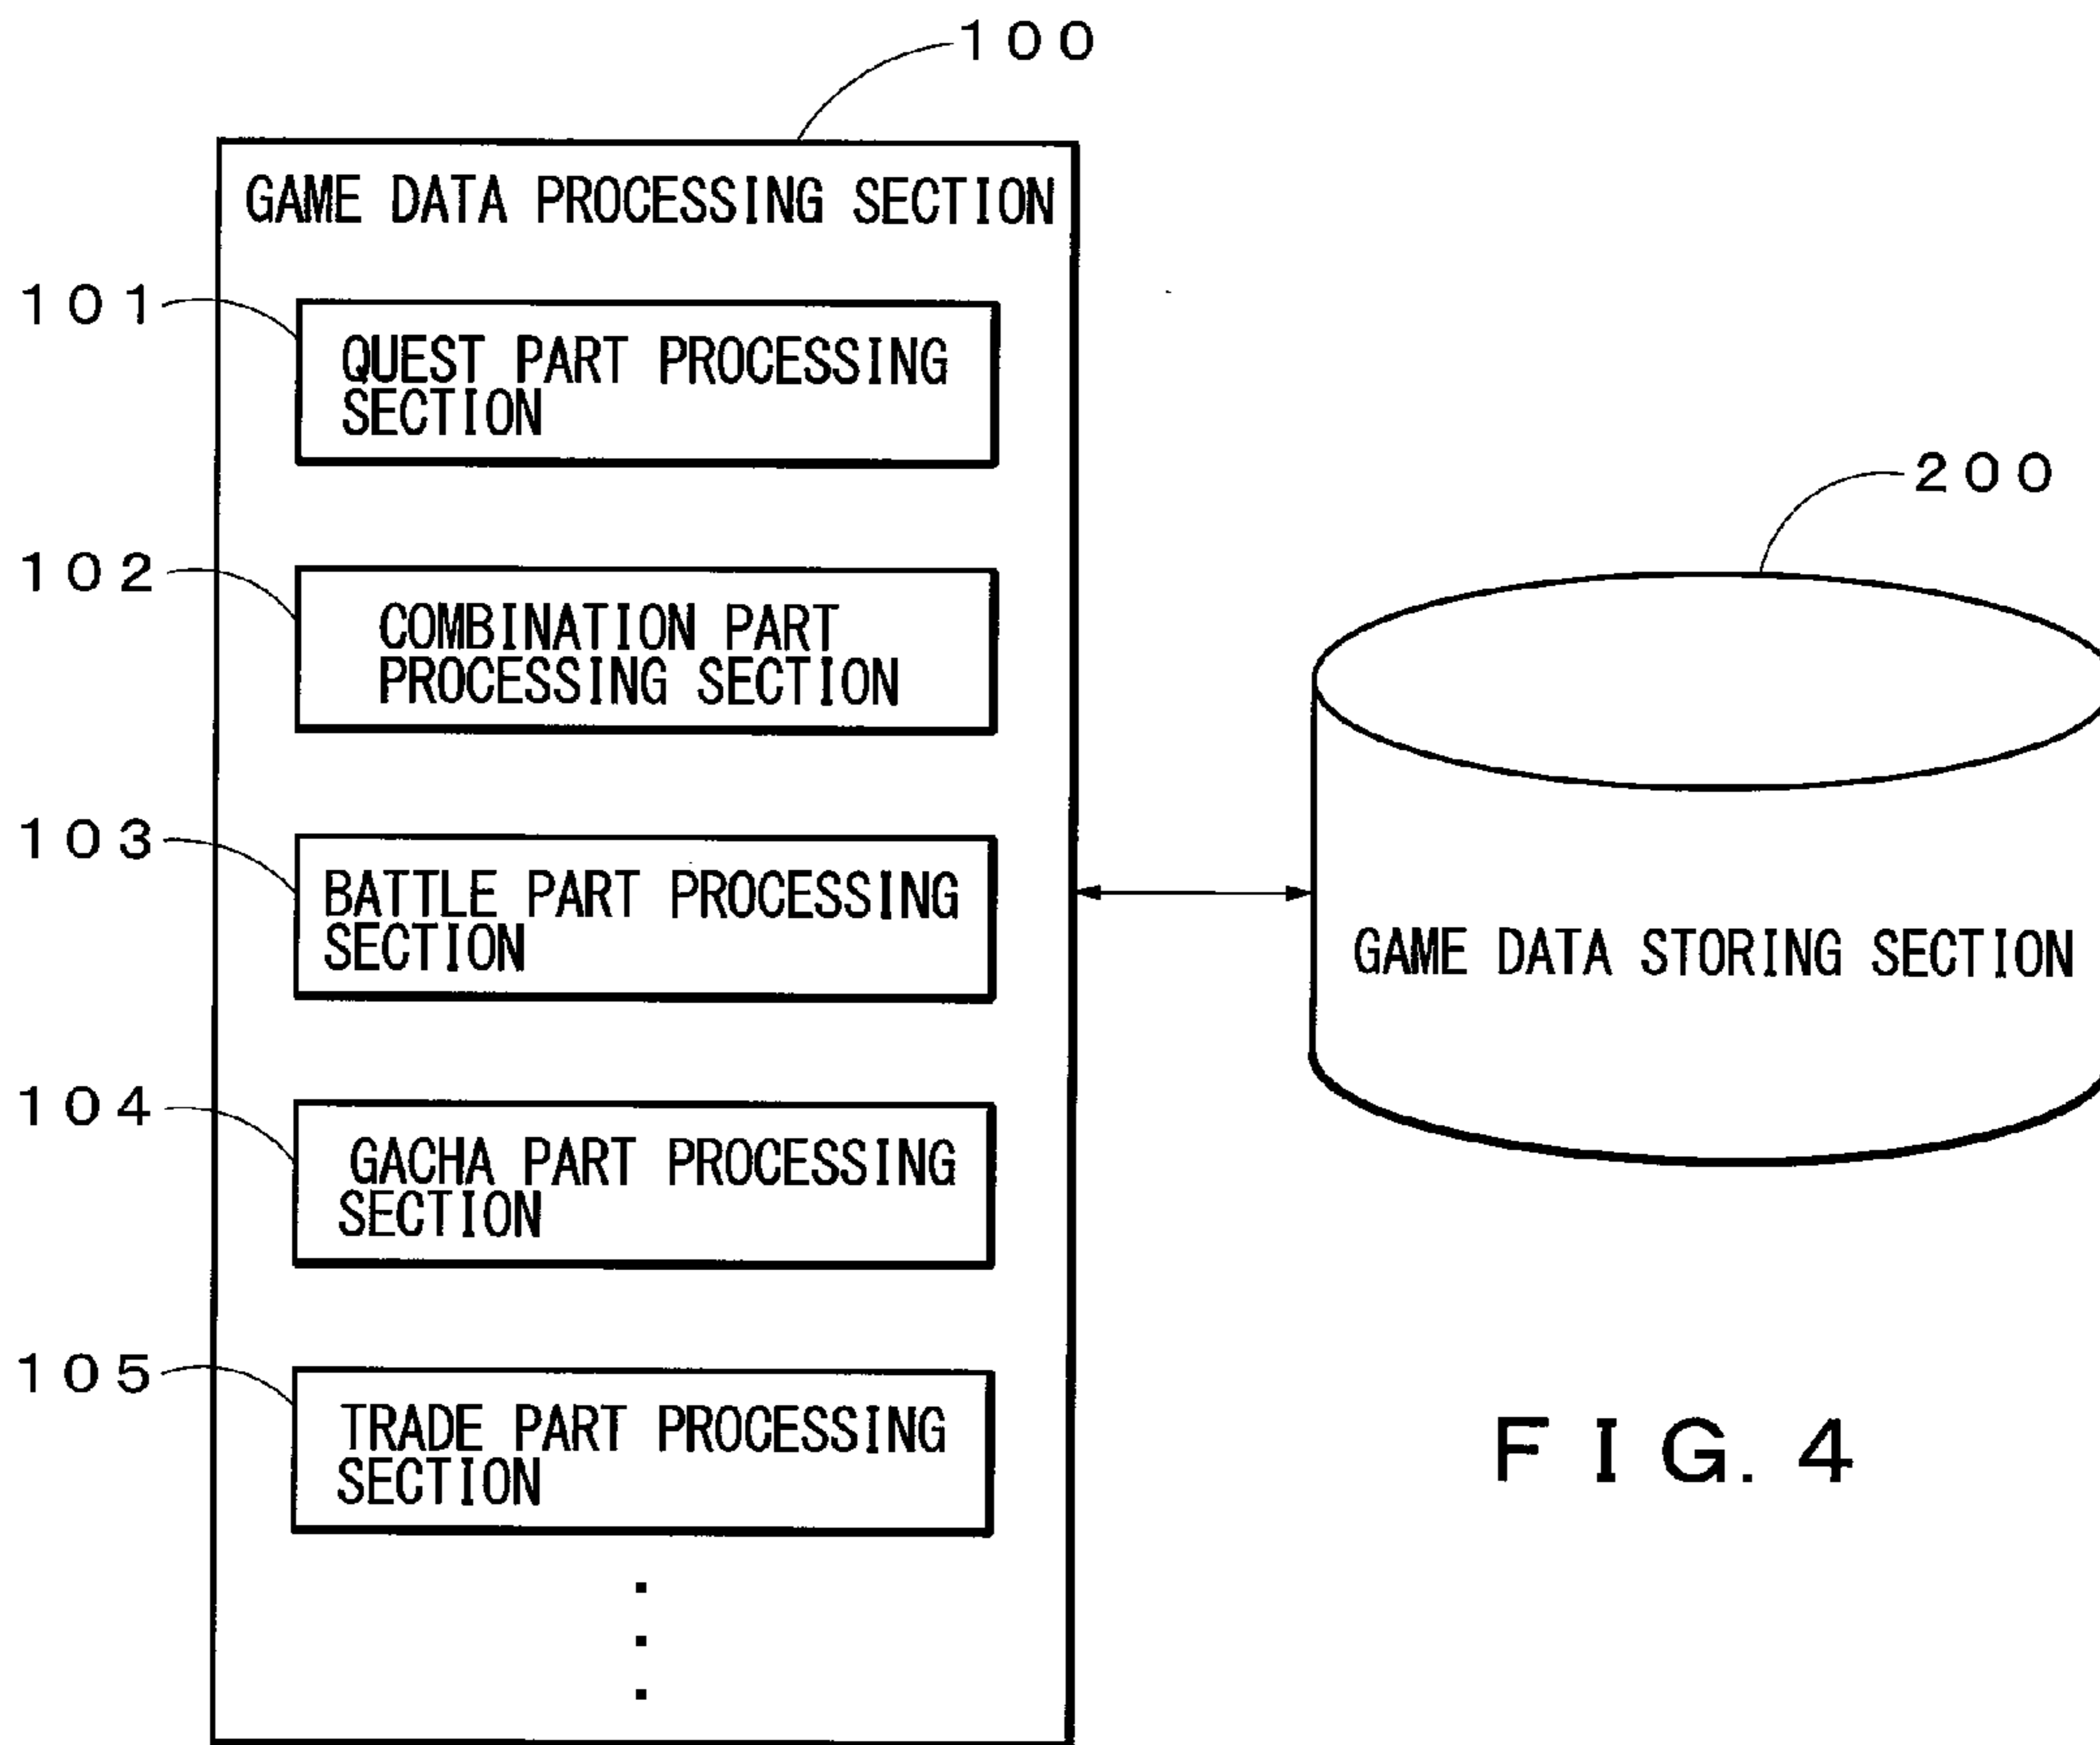 100
GAME DATA PROCESSING SECTION
101
QUEST PART PROCESSING
SECTION
200
102
COMBINATION PART
PROCESSING SECTION
103
BATTLE PART PROCESSING
SECTION
GAME DATA STORING SECTION
104
GACHA PART PROCESSING
SECTION
105
TRADE PART PROCESSING
SECTION
FIG. 4